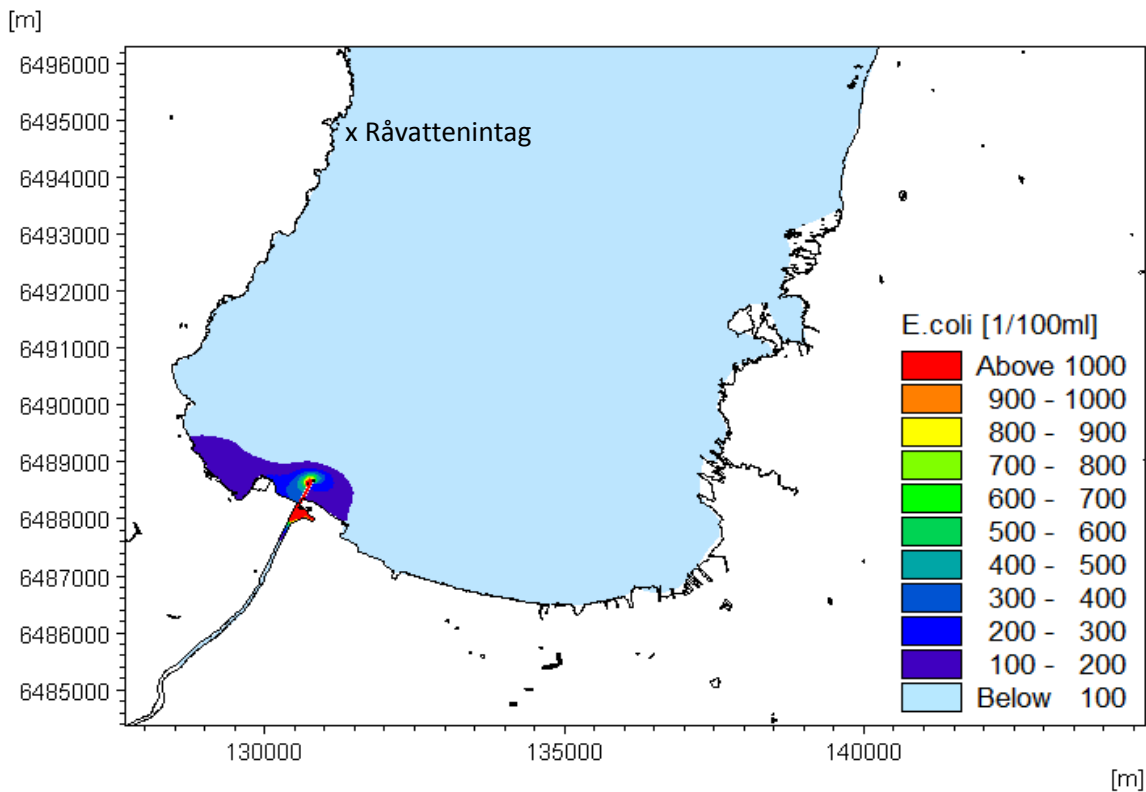 [m]
6496000
6495000
x Råvattenintag
6494000
6493000
6492000
6491000
6490000
6489000
6488000
6487000
6486000
6485000
E.coli [1/100ml]
Above 1000
900 - 1000
800 - 900
700 - 800
600 - 700
500 - 600
400 - 500
300 - 400
200 - 300
100 - 200
Below 100
130000 135000 140000
[m]